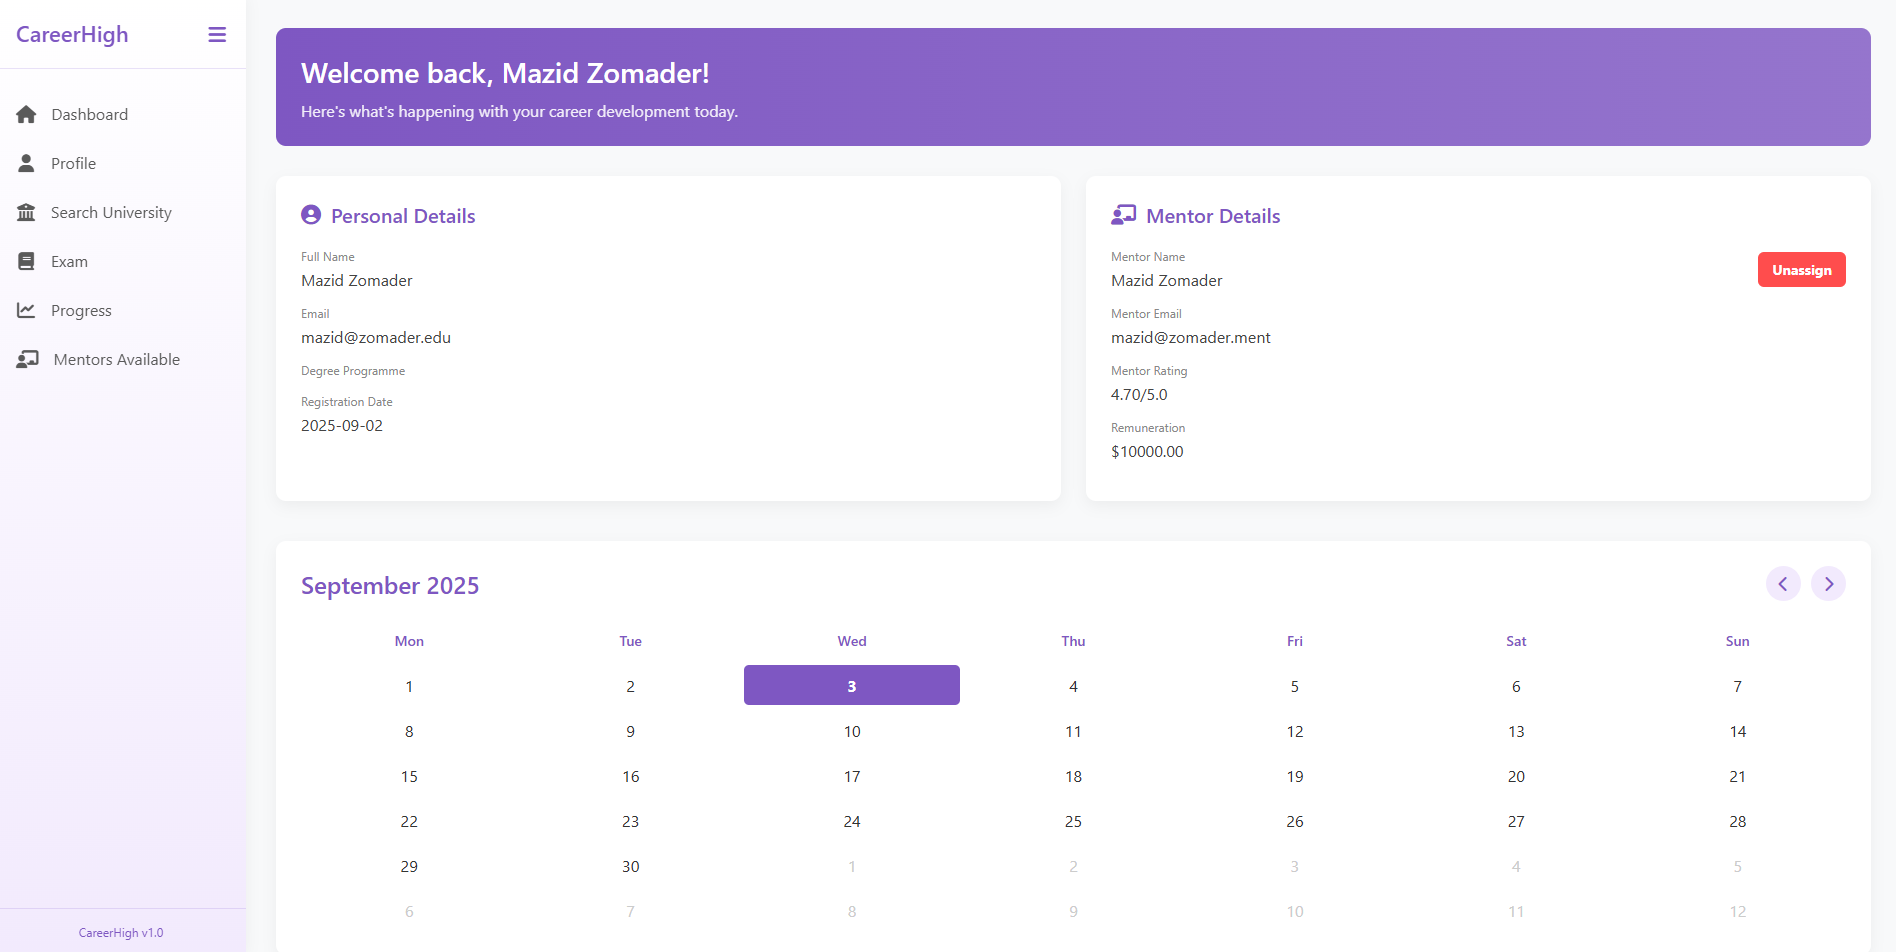 CareerHigh
Dashboard
Profile
Search University
Exam
Progress
Mentors Available
CareerHigh v1.0
Welcome back, Mazid Zomader!
Here's what's happening with your career development today.
Personal Details
Full Name
Mazid Zomader
Email
mazid@zomader.edu
Degree Programme
Registration Date
2025-09-02
Mentor Details
Mentor Name
Mazid Zomader
Unassign
Mentor Email
mazid@zomader.ment
Mentor Rating
4.70/5.0
Remuneration
$10000.00
September 2025
Mon Tue Wed Thu Fri Sat Sun
1 2 3 4 5 6 7
8 9 10 11 12 13 14
15 16 17 18 19 20 21
22 23 24 25 26 27 28
29 30 1 2 3 4 5
6 7 8 9 10 11 12